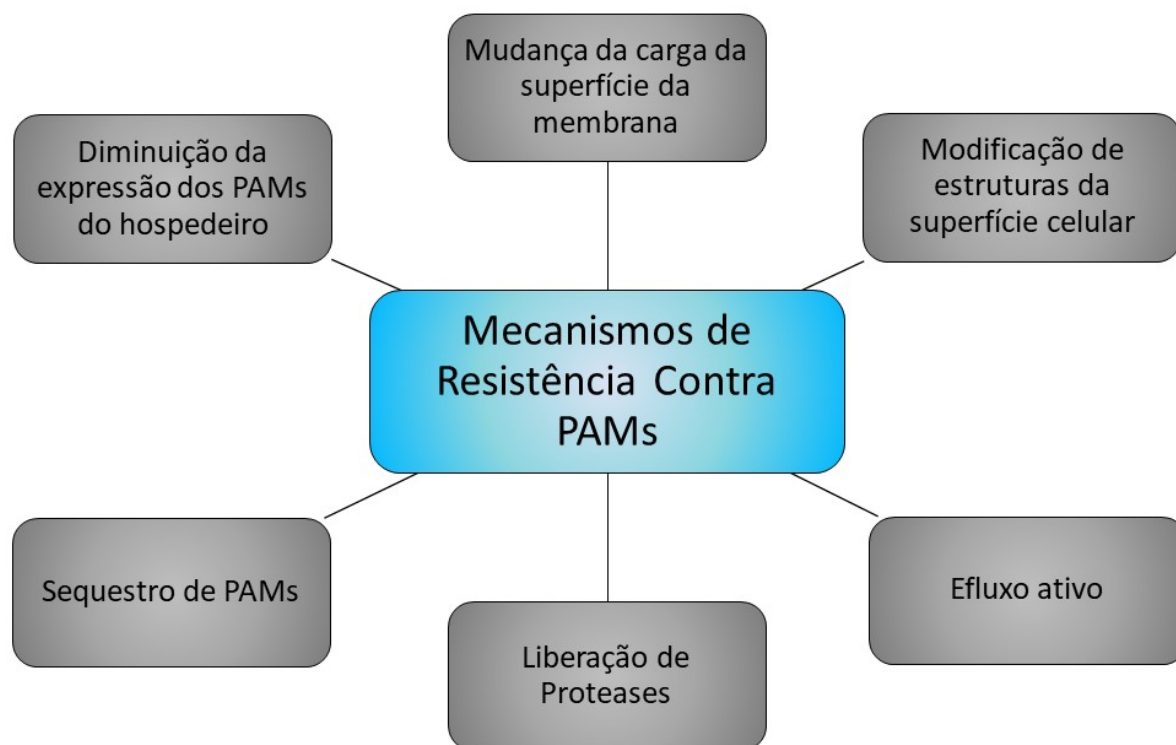 Mudança da carga da
superfície da
membrana
Diminuição da
expressão dos PAMs
do hospedeiro
Modificação de
estruturas da
superfície celular
Mecanismos de
Resistência Contra
PAMs
Sequestro de PAMs
Liberação de
Proteases
Efluxo ativo